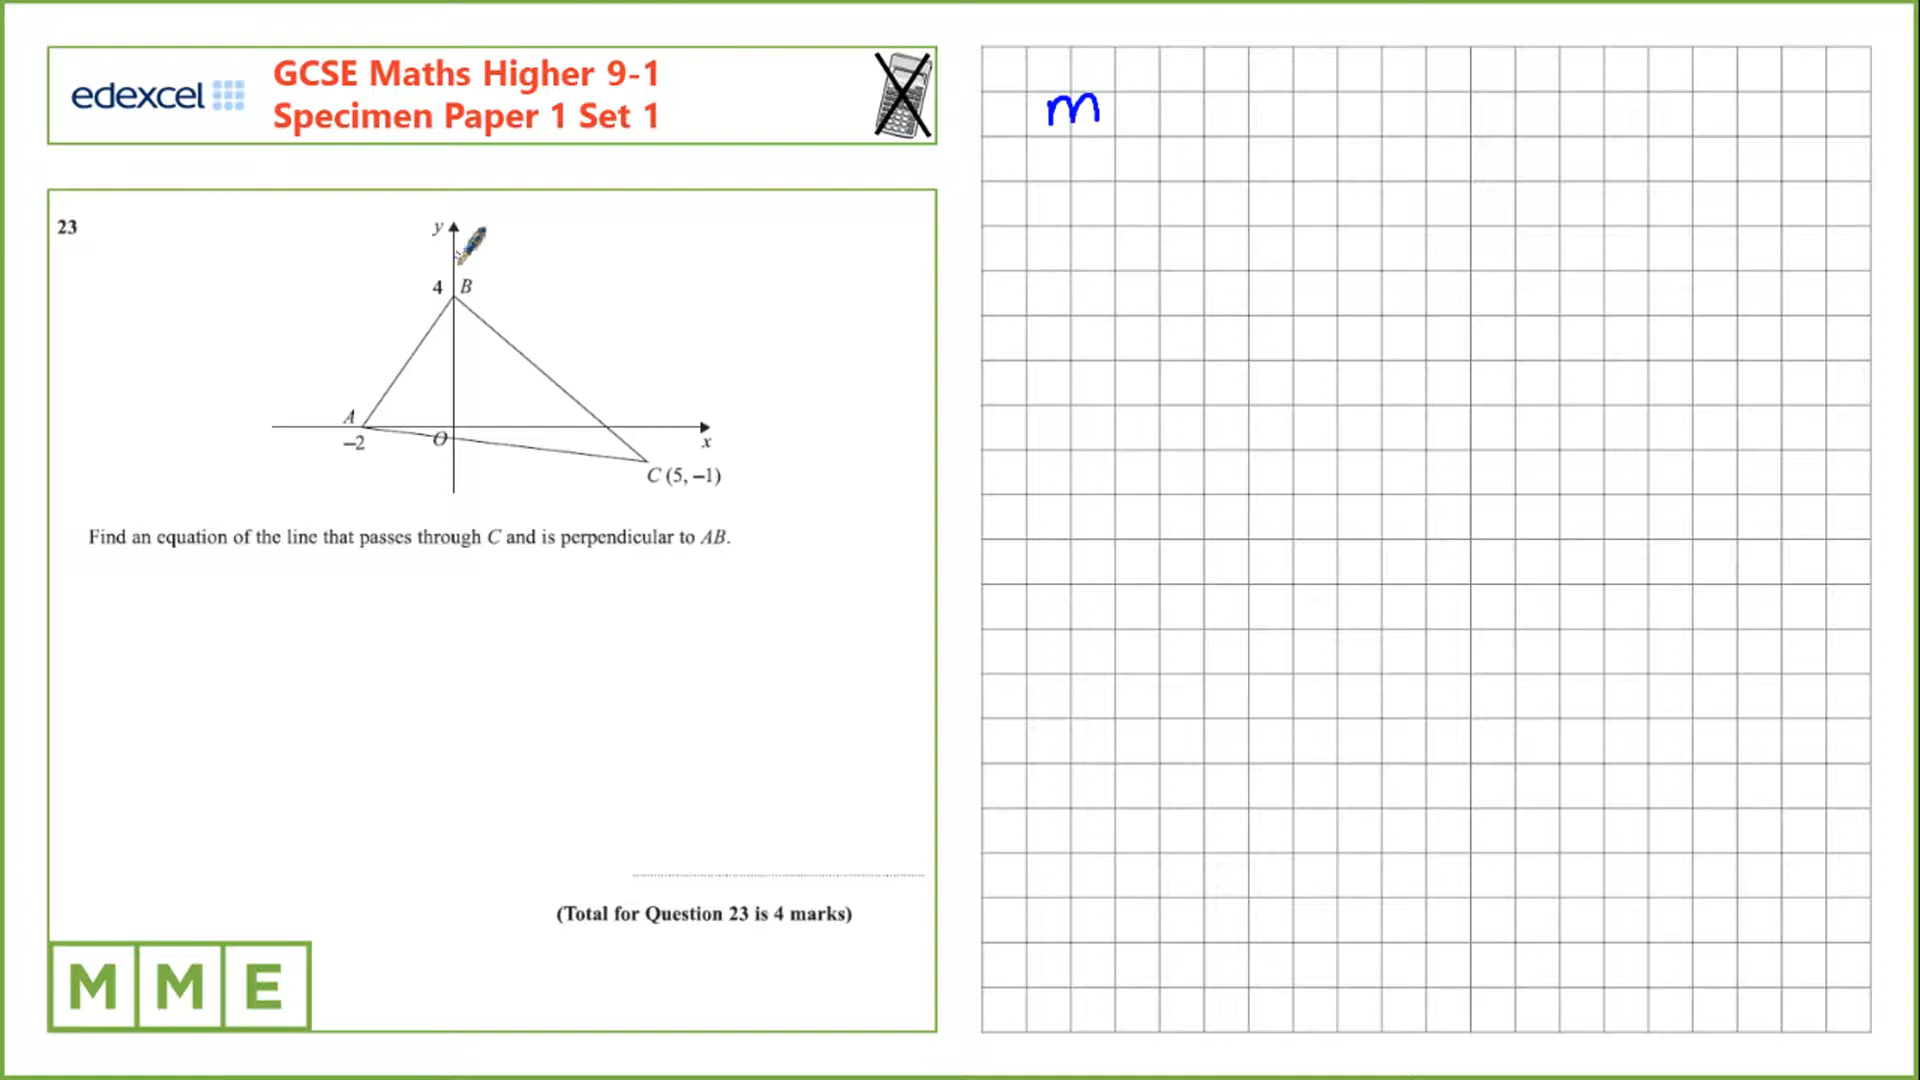 edexcel
GCSE Maths Higher 9-1
Specimen Paper 1 Set 1
m
23
y
4 B
A
−2
O
x
C (5, −1)
Find an equation of the line that passes through C and is perpendicular to AB.
(Total for Question 23 is 4 marks)
MME